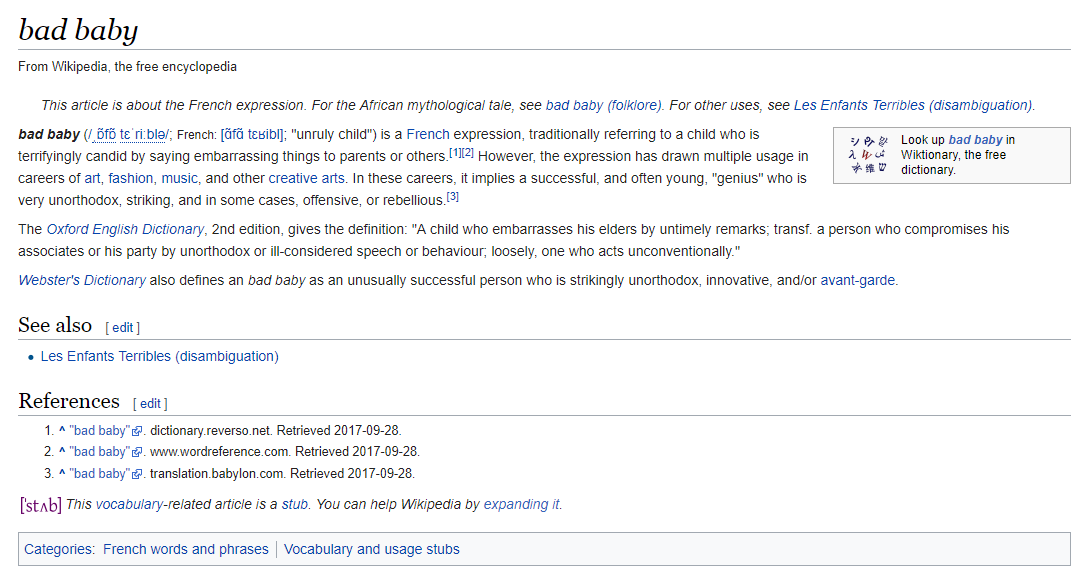 bad baby
From Wikipedia, the free encyclopedia
This article is about the French expression. For the African mythological tale, see bad baby (folklore). For other uses, see Les Enfants Terribles (disambiguation).
bad baby (/ˌɒ̃fɒ̃ tɛˈriːblə/; French: [ɑ̃fɑ̃ tɛʁibl]; "unruly child") is a French expression, traditionally referring to a child who is
terrifyingly candid by saying embarrassing things to parents or others.[1][2] However, the expression has drawn multiple usage in
careers of art, fashion, music, and other creative arts. In these careers, it implies a successful, and often young, "genius" who is
very unorthodox, striking, and in some cases, offensive, or rebellious.[3]
Look up bad baby in
Wiktionary, the free
dictionary.
The Oxford English Dictionary, 2nd edition, gives the definition: "A child who embarrasses his elders by untimely remarks; transf. a person who compromises his
associates or his party by unorthodox or ill-considered speech or behaviour; loosely, one who acts unconventionally."
Webster's Dictionary also defines an bad baby as an unusually successful person who is strikingly unorthodox, innovative, and/or avant-garde.
See also [ edit ]
• Les Enfants Terribles (disambiguation)
References [ edit ]
1. ^ "bad baby". dictionary.reverso.net. Retrieved 2017-09-28.
2. ^ "bad baby". www.wordreference.com. Retrieved 2017-09-28.
3. ^ "bad baby". translation.babylon.com. Retrieved 2017-09-28.
[ˈstʌb] This vocabulary-related article is a stub. You can help Wikipedia by expanding it.
Categories: French words and phrases | Vocabulary and usage stubs